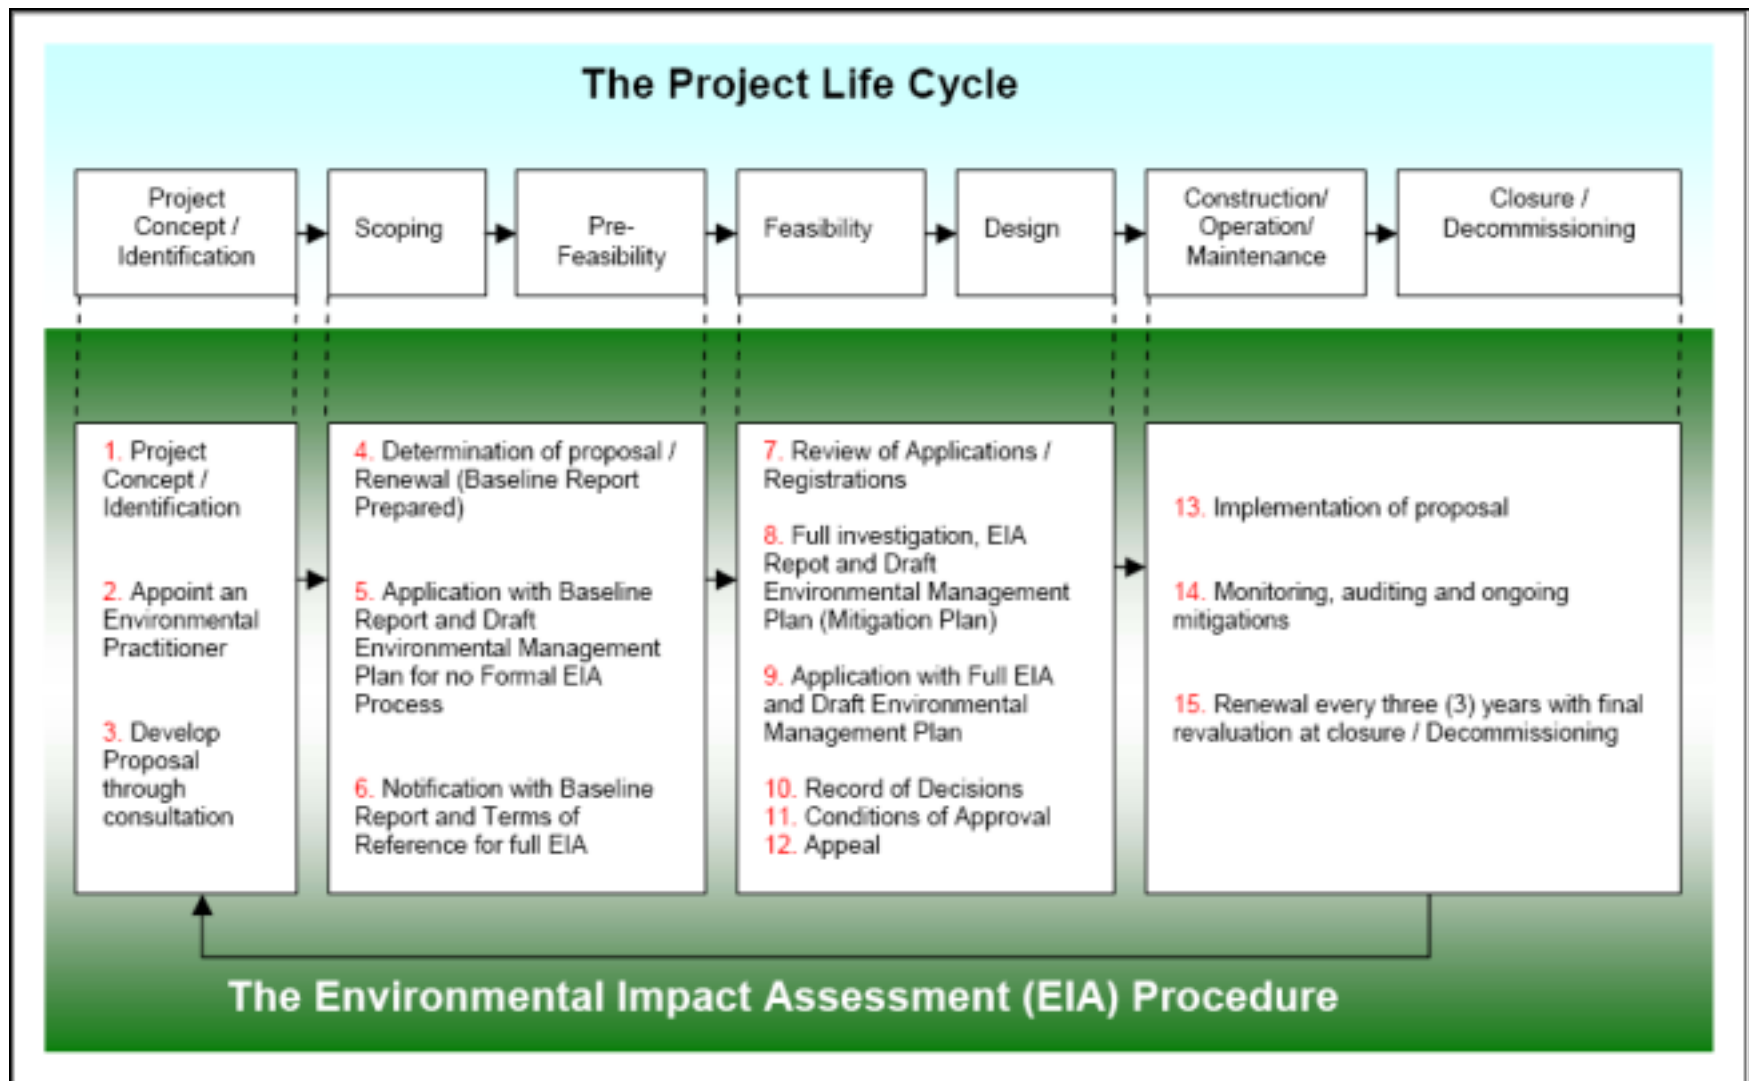 The Project Life Cycle
Project
Concept /
Identification
Scoping
Pre-
Feasibility
Feasibility
Design
Construction/
Operation/
Maintenance
Closure /
Decommissioning
1. Project
Concept /
Identification
2. Appoint an
Environmental
Practitioner
3. Develop
Proposal
through
consultation
4. Determination of proposal /
Renewal (Baseline Report
Prepared)
5. Application with Baseline
Report and Draft
Environmental Management
Plan for no Formal EIA
Process
6. Notification with Baseline
Report and Terms of
Reference for full EIA
7. Review of Applications /
Registrations
8. Full investigation, EIA
Repot and Draft
Environmental Management
Plan (Mitigation Plan)
9. Application with Full EIA
and Draft Environmental
Management Plan
10. Record of Decisions
11. Conditions of Approval
12. Appeal
13. Implementation of proposal
14. Monitoring, auditing and ongoing
mitigations
15. Renewal every three (3) years with final
revaluation at closure / Decommissioning
The Environmental Impact Assessment (EIA) Procedure